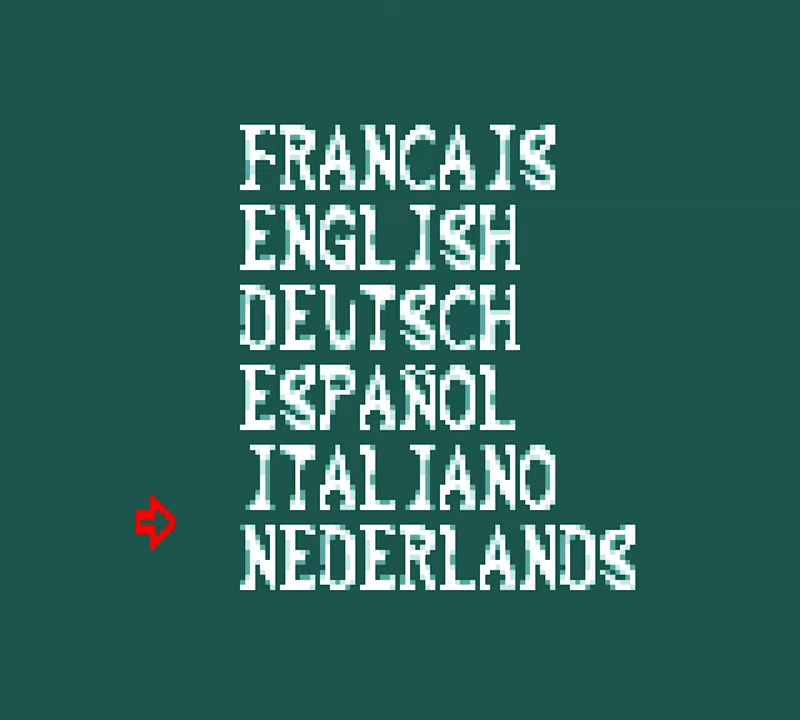 FRANCAIS
ENGLISH
DEUTSCH
ESPAÑOL
ITALIANO
NEDERLANDS